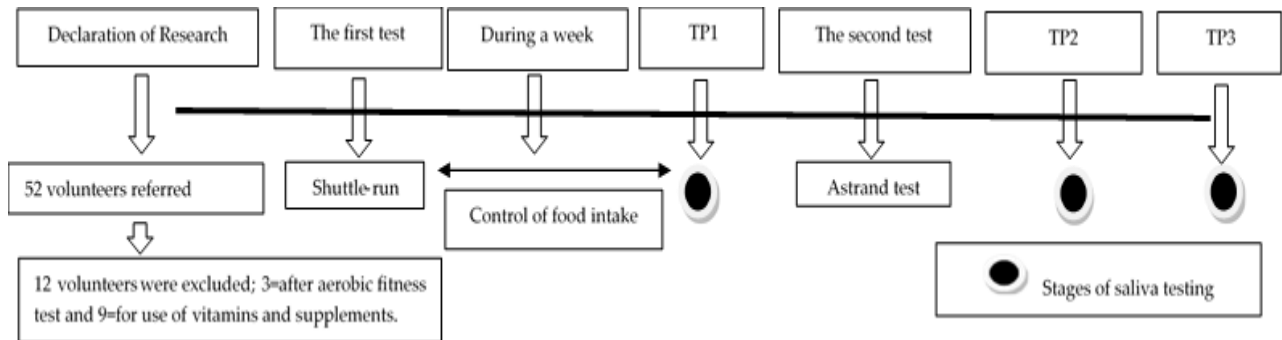 Declaration of Research
The first test
During a week
TP1
The second test
TP2
TP3
52 volunteers referred
Shuttle-run
Control of food intake
Astrand test
12 volunteers were excluded; 3=after aerobic fitness
test and 9=for use of vitamins and supplements.
Stages of saliva testing